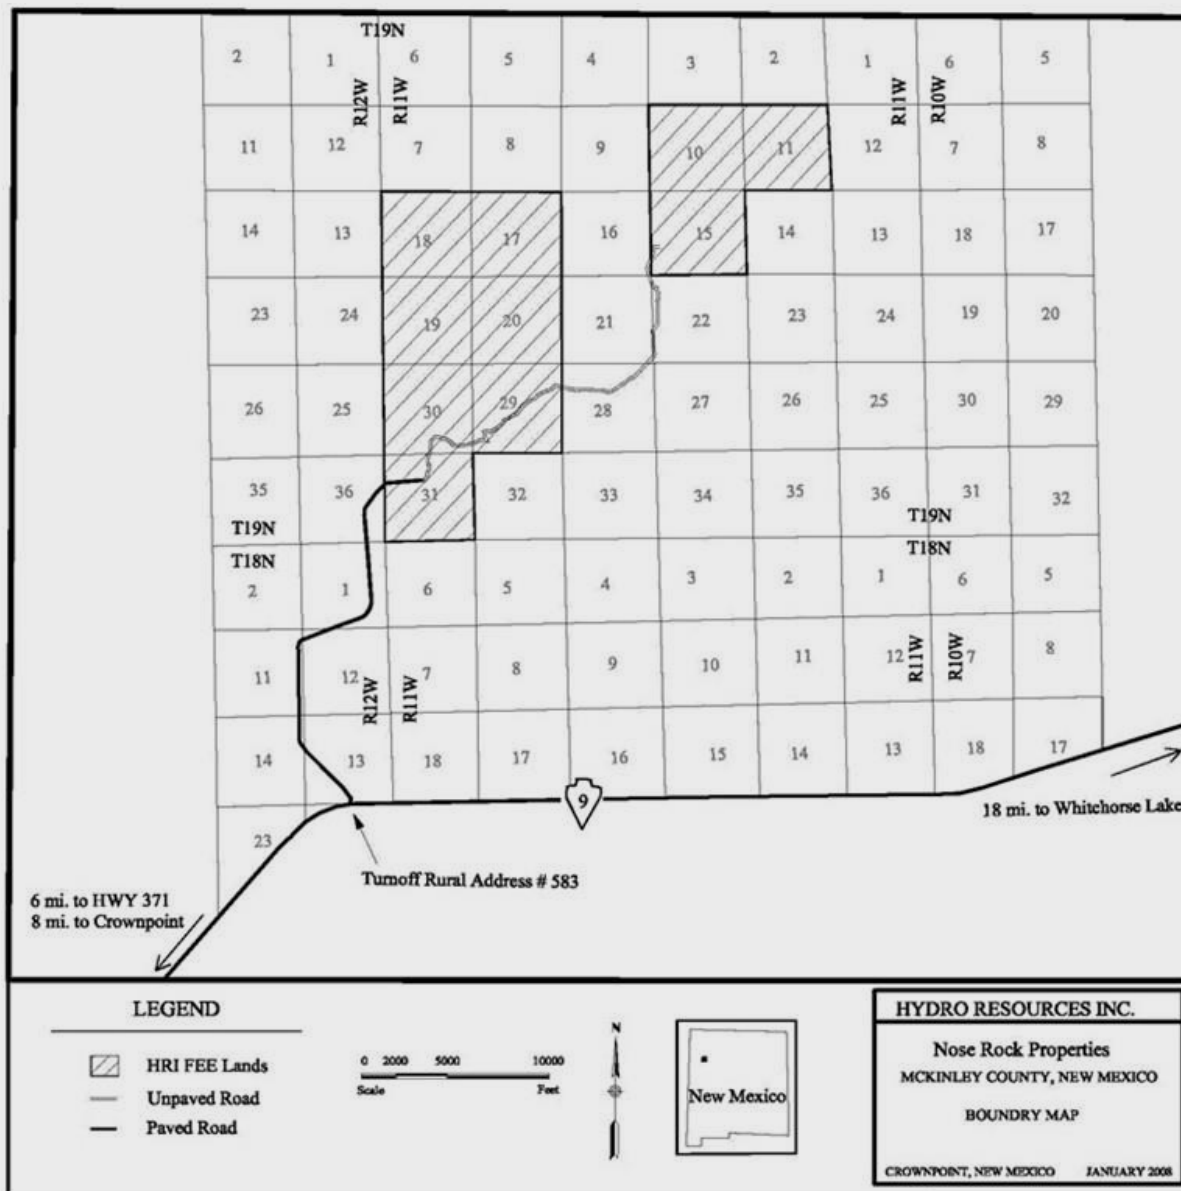 T19N
2 1 6 5 4 3 2 1 6 5
R12W R11W R11W R10W
11 12 7 8 9 10 11 12 7 8
14 13 18 17 16 15 14 13 18 17
23 24 19 20 21 22 23 24 19 20
26 25 30 29 28 27 26 25 30 29
35 36 31 32 33 34 35 36 31 32
T19N T19N
T18N T18N
2 1 6 5 4 3 2 1 6 5
11 12 7 8 9 10 11 12 7 8
R12W R11W R11W R10W
14 13 18 17 16 15 14 13 18 17
9
18 mi. to Whitchorse Lake
23
Turnoff Rural Address # 583
6 mi. to HWY 371
8 mi. to Crownpoint
LEGEND
HRI FEE Lands
Unpaved Road
Paved Road
0 2000 5000 10000
Scale Feet
N
New Mexico
HYDRO RESOURCES INC.
Nose Rock Properties
MCKINLEY COUNTY, NEW MEXICO
BOUNDRY MAP
CROWNPOINT, NEW MEXICO JANUARY 2008